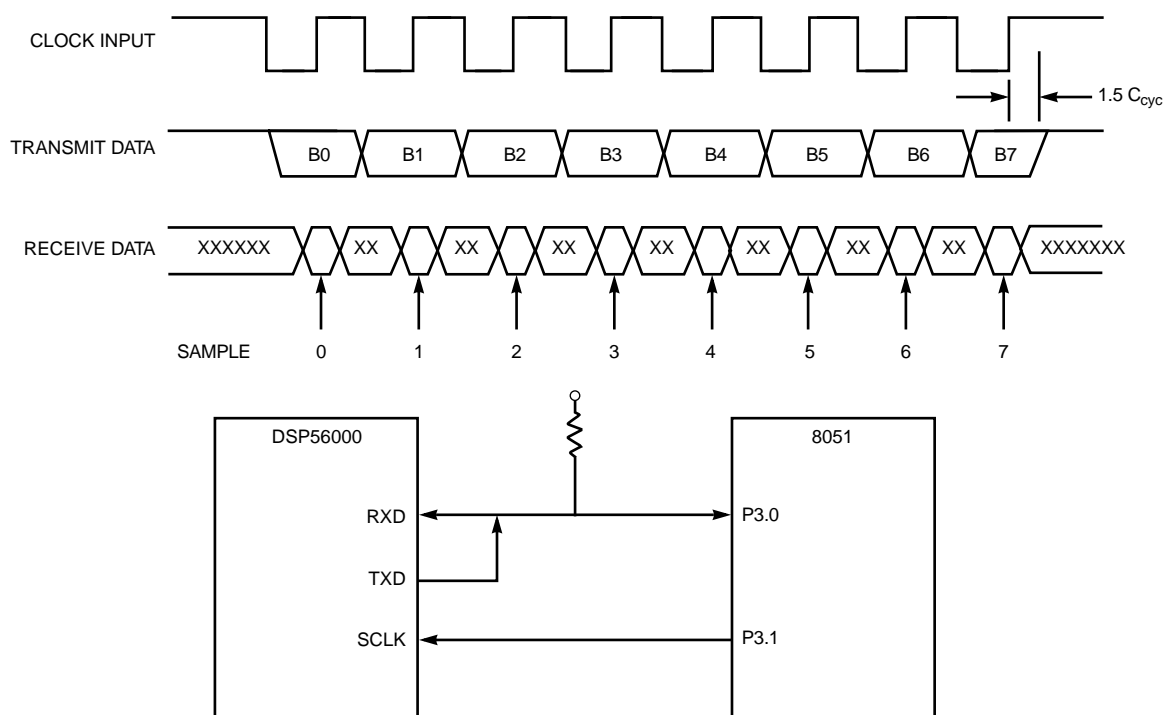 CLOCK INPUT
1.5 Ccyc
TRANSMIT DATA B0 B1 B2 B3 B4 B5 B6 B7
RECEIVE DATA XXXXXX XX XX XX XX XX XX XX XXXXXXX
SAMPLE 0 1 2 3 4 5 6 7
DSP56000 8051
RXD P3.0
TXD
SCLK P3.1